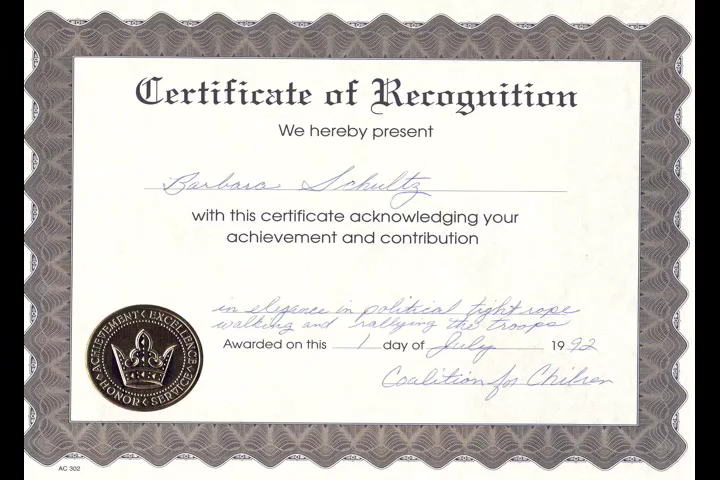 Certificate of Recognition
We hereby present
Barbara Schultz
with this certificate acknowledging your
achievement and contribution
in elegance in political tight rope
walking and rallying the troops
Awarded on this 1 day of July 1992
Coalition for Chilren
ACHIEVEMENT EXCELLENCE
HONOR SERVICE
AC 302